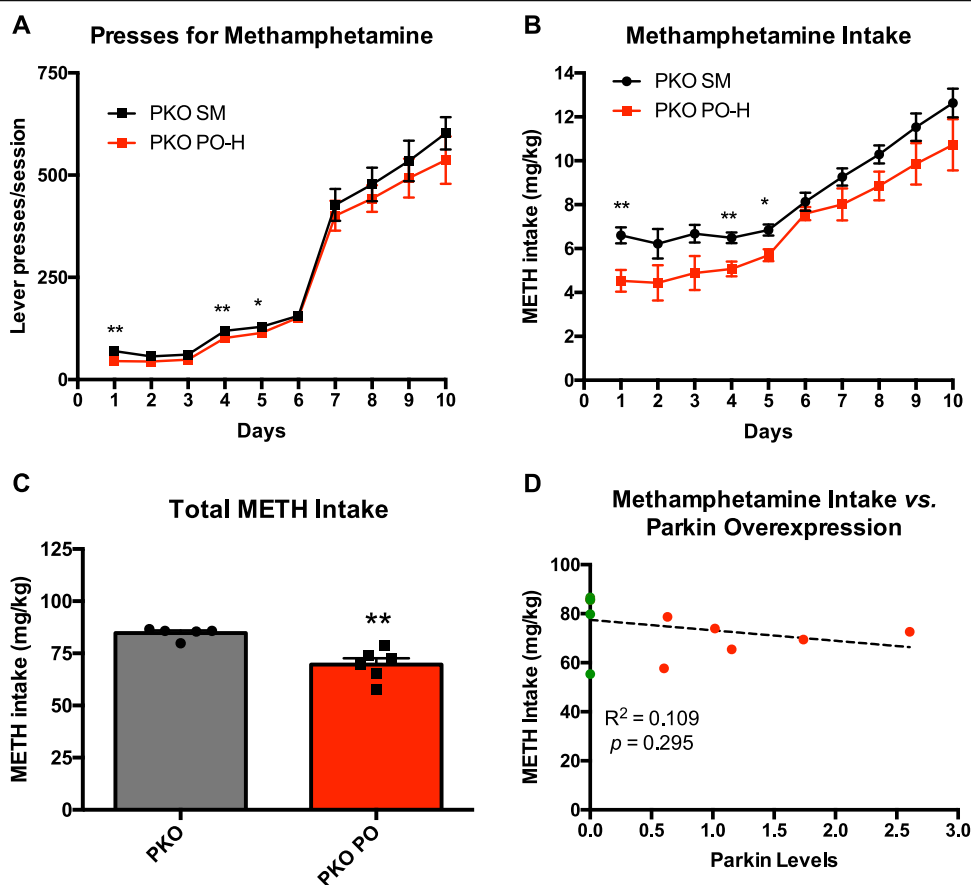 A
Presses for Methamphetamine
750
500
250
0
Lever presses/session
PKO SM
PKO PO-H
**
**
*
0 1 2 3 4 5 6 7 8 9 10
Days
B
Methamphetamine Intake
14
12
10
8
6
4
2
0
METH intake (mg/kg)
PKO SM
PKO PO-H
**
**
*
0 1 2 3 4 5 6 7 8 9 10
Days
C
Total METH Intake
125
100
75
50
25
0
METH intake (mg/kg)
**
PKO
PKO PO
D
Methamphetamine Intake vs.
Parkin Overexpression
100
80
60
40
20
0
METH Intake (mg/kg)
R² = 0.109
p = 0.295
0.0 0.5 1.0 1.5 2.0 2.5 3.0
Parkin Levels